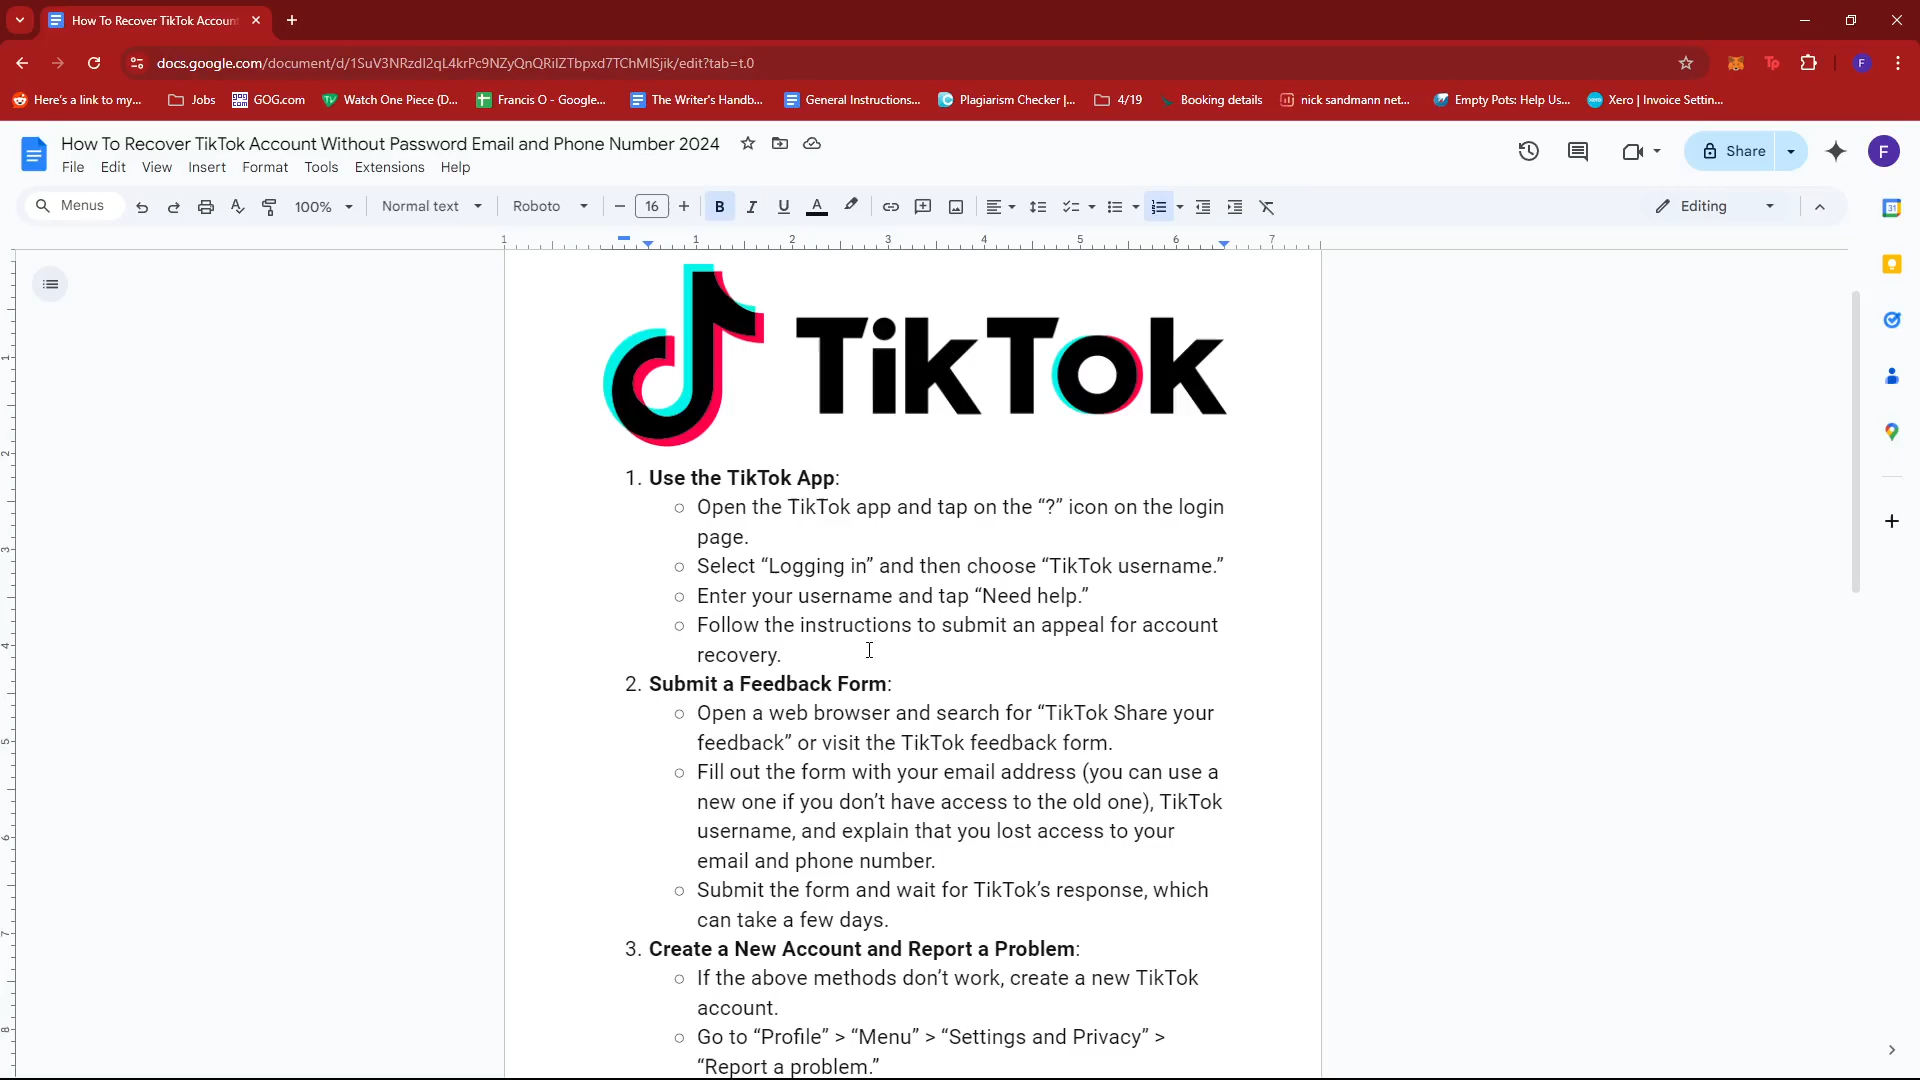 How To Recover TikTok Accoun
docs.google.com/document/d/1SuV3NRzdI2qL4krPc9NZyQnQRiIZTbpxd7TChMISjik/edit?tab=t.0
Here's a link to my... Jobs GOG.com Watch One Piece (D... Francis O - Google... The Writer's Handb... General Instructions... Plagiarism Checker |... 4/19 Booking details nick sandmann net... Empty Pots: Help Us... Xero | Invoice Settin...
How To Recover TikTok Account Without Password Email and Phone Number 2024
File Edit View Insert Format Tools Extensions Help
Share
F
Menus 100% Normal text Roboto 16 B I U A Editing
1 1 2 3 4 5 6 7
TikTok
1. Use the TikTok App:
Open the TikTok app and tap on the “?” icon on the login
page.
Select “Logging in” and then choose “TikTok username.”
Enter your username and tap “Need help.”
Follow the instructions to submit an appeal for account
recovery.
2. Submit a Feedback Form:
Open a web browser and search for “TikTok Share your
feedback” or visit the TikTok feedback form.
Fill out the form with your email address (you can use a
new one if you don’t have access to the old one), TikTok
username, and explain that you lost access to your
email and phone number.
Submit the form and wait for TikTok’s response, which
can take a few days.
3. Create a New Account and Report a Problem:
If the above methods don’t work, create a new TikTok
account.
Go to “Profile” > “Menu” > “Settings and Privacy” >
“Report a problem.”